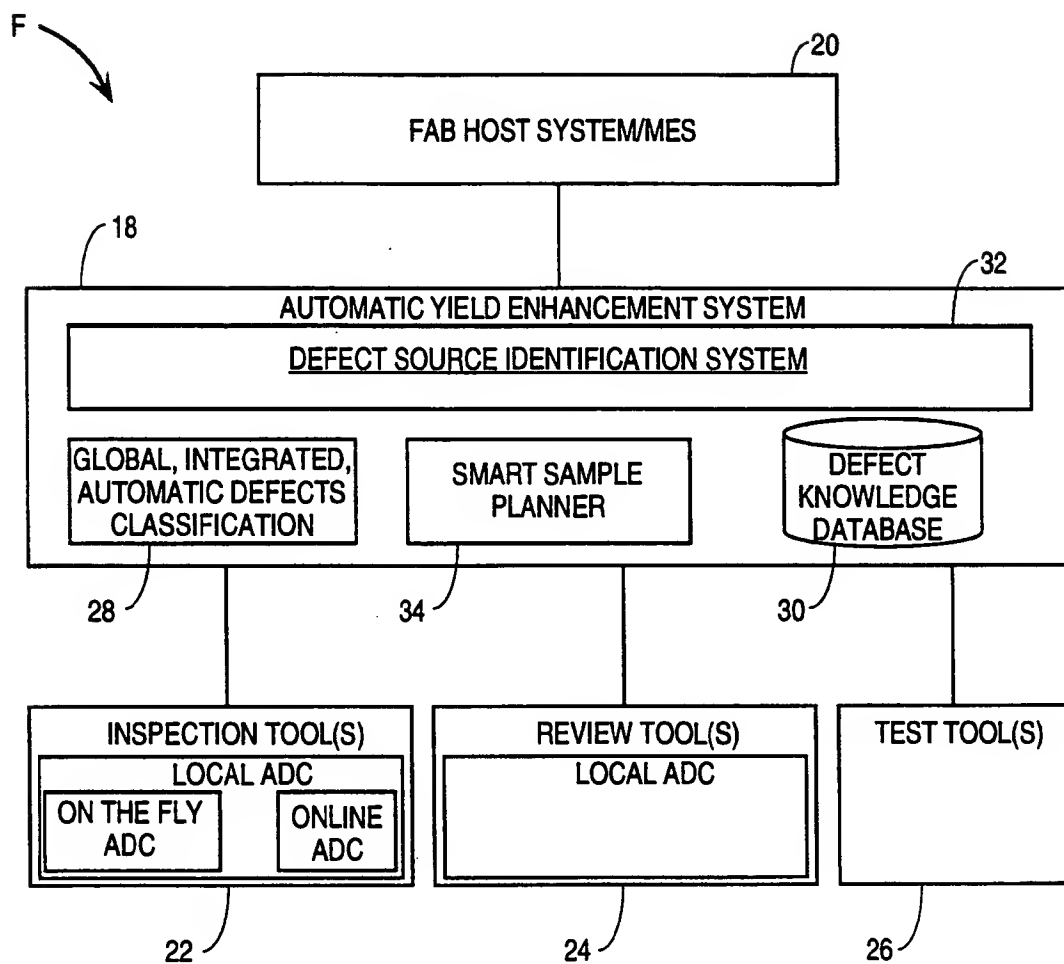 F
20
FAB HOST SYSTEM/MES
18
32
AUTOMATIC YIELD ENHANCEMENT SYSTEM
DEFECT SOURCE IDENTIFICATION SYSTEM
GLOBAL, INTEGRATED,
AUTOMATIC DEFECTS
CLASSIFICATION
SMART SAMPLE
PLANNER
DEFECT
KNOWLEDGE
DATABASE
28
34
30
INSPECTION TOOL(S)
LOCAL ADC
ON THE FLY
ADC
ONLINE
ADC
REVIEW TOOL(S)
LOCAL ADC
TEST TOOL(S)
22
24
26